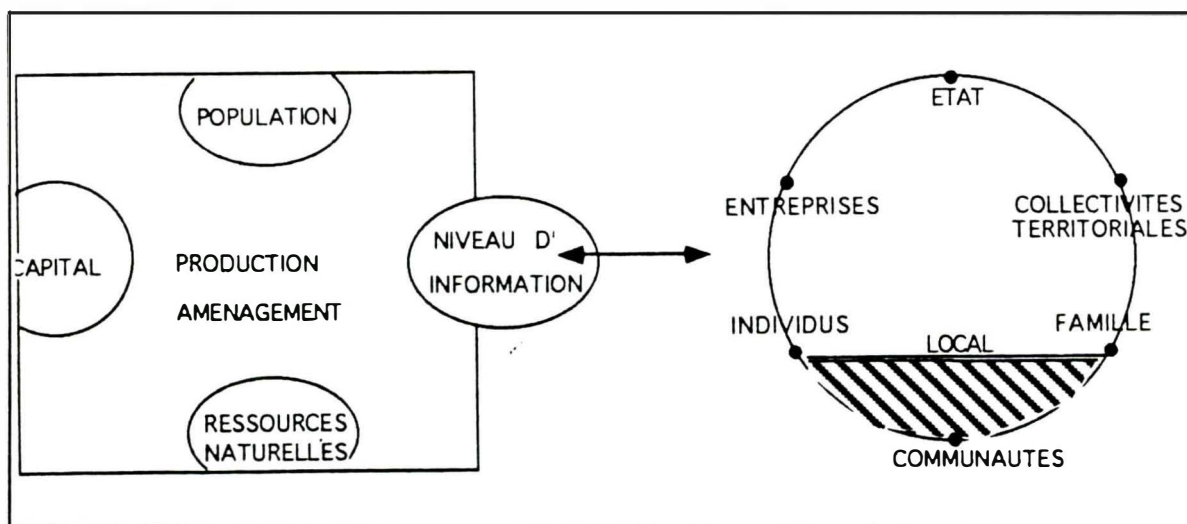 POPULATION
CAPITAL
PRODUCTION
AMENAGEMENT
NIVEAU D'
INFORMATION
RESSOURCES
NATURELLES
ETAT
ENTREPRISES
COLLECTIVITES
TERRITORIALES
INDIVIDUS
FAMILLE
LOCAL
COMMUNAUTES